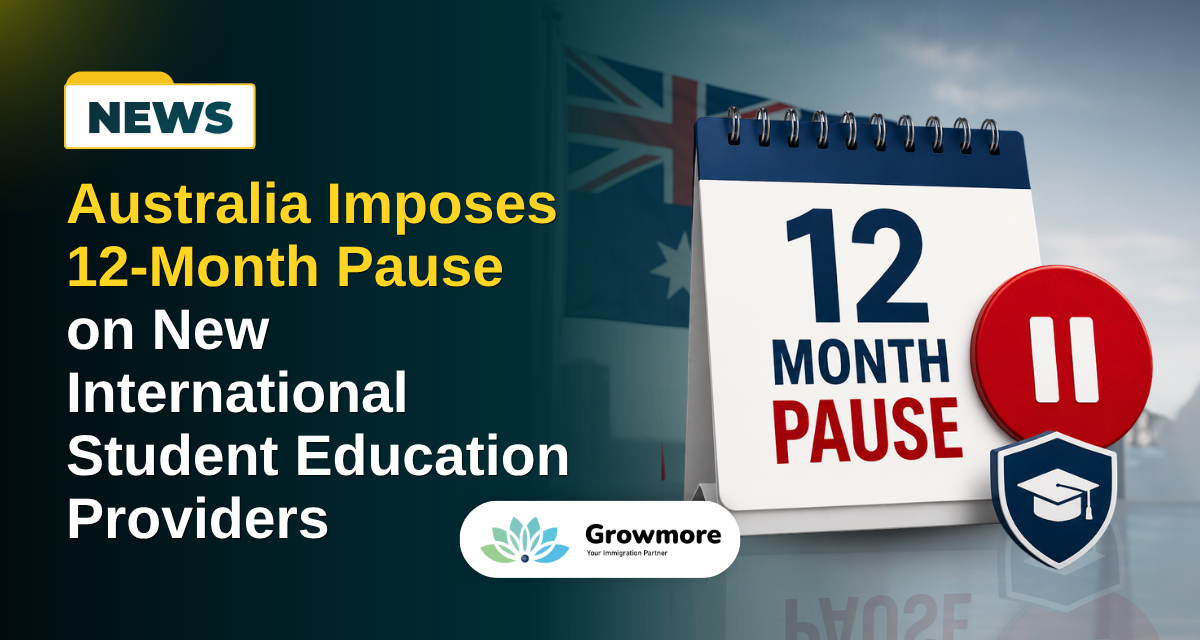 NEWS
Australia Imposes
12-Month Pause
on New
International
Student Education
Providers
12
MONTH
PAUSE
Growmore
Your Immigration Partner
PAUSE